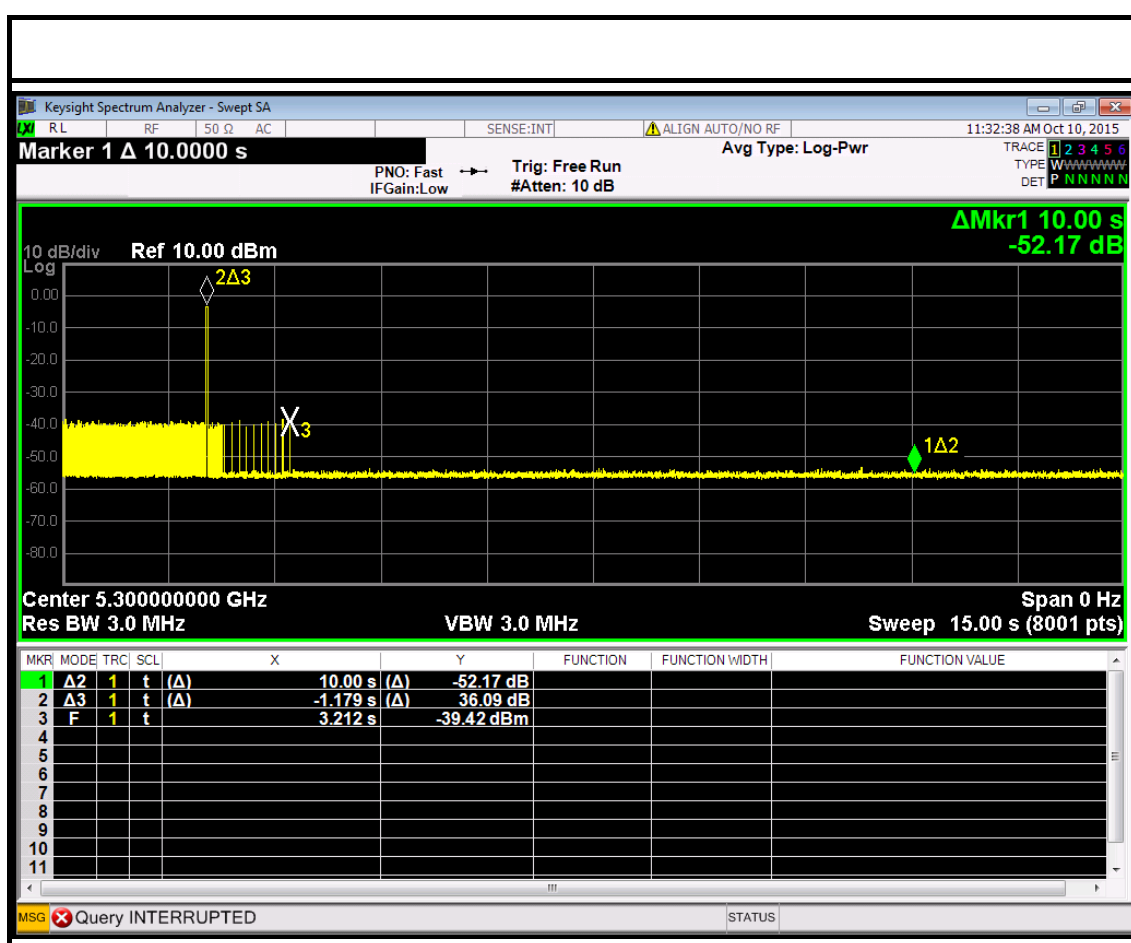 Keysight Spectrum Analyzer - Swept SA
LXI RL RF 50 Ω AC SENSE:INT ALIGN AUTO/NO RF 11:32:38 AM Oct 10, 2015
Marker 1 Δ 10.0000 s Avg Type: Log-Pwr TRACE 1 2 3 4 5 6
PNO: Fast Trig: Free Run TYPE WWWWWWW
IFGain:Low #Atten: 10 dB DET P N N N N N
ΔMkr1 10.00 s
10 dB/div Ref 10.00 dBm -52.17 dB
Log
2Δ3
0.00
-10.0
-20.0
-30.0
-40.0
X3
1Δ2
-50.0
-60.0
-70.0
-80.0
Center 5.300000000 GHz Span 0 Hz
Res BW 3.0 MHz VBW 3.0 MHz Sweep 15.00 s (8001 pts)
MKR MODE TRC SCL X Y FUNCTION FUNCTION WIDTH FUNCTION VALUE
1 Δ2 1 t (Δ) 10.00 s (Δ) -52.17 dB
2 Δ3 1 t (Δ) -1.179 s (Δ) 36.09 dB
3 F 1 t 3.212 s -39.42 dBm
4
5
6
7
8
9
10
11
MSG Query INTERRUPTED STATUS